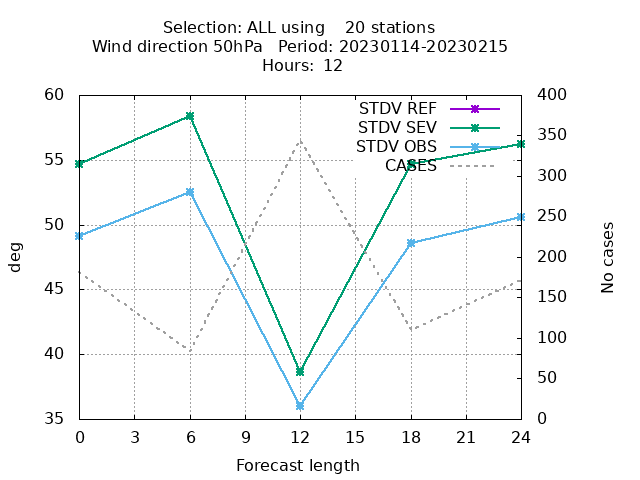 Selection: ALL using    20 stations
Wind direction 50hPa   Period: 20230114-20230215
Hours:  12
60
55
50
45
40
35
deg
400
350
300
250
200
150
100
50
0
No cases
STDV REF
STDV SEV
STDV OBS
CASES
0 3 6 9 12 15 18 21 24
Forecast length